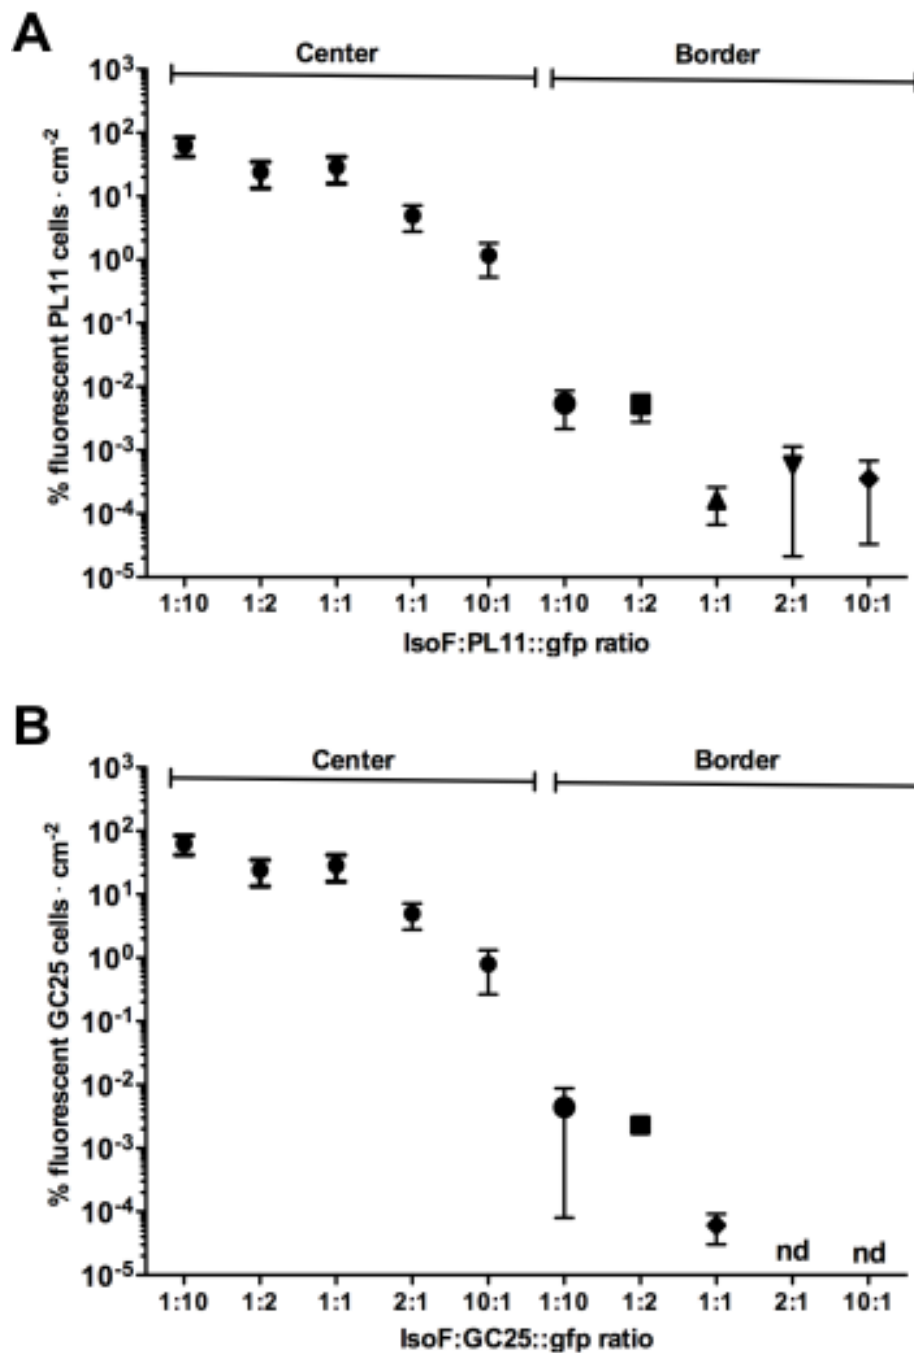 A
Center Border
% fluorescent PL11 cells · cm-2
10³
10²
10¹
10⁰
10⁻¹
10⁻²
10⁻³
10⁻⁴
10⁻⁵
1:10 1:2 1:1 1:1 10:1 1:10 1:2 1:1 2:1 10:1
IsoF:PL11::gfp ratio
B
Center Border
% fluorescent GC25 cells · cm-2
10³
10²
10¹
10⁰
10⁻¹
10⁻²
10⁻³
10⁻⁴
10⁻⁵
nd nd
1:10 1:2 1:1 2:1 10:1 1:10 1:2 1:1 2:1 10:1
IsoF:GC25::gfp ratio